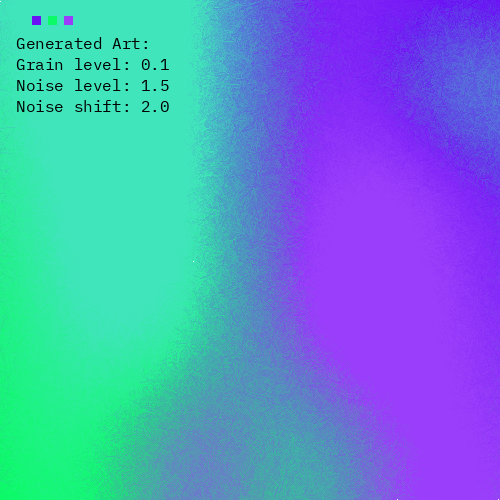 Generated Art:
Grain level: 0.1
Noise level: 1.5
Noise shift: 2.0